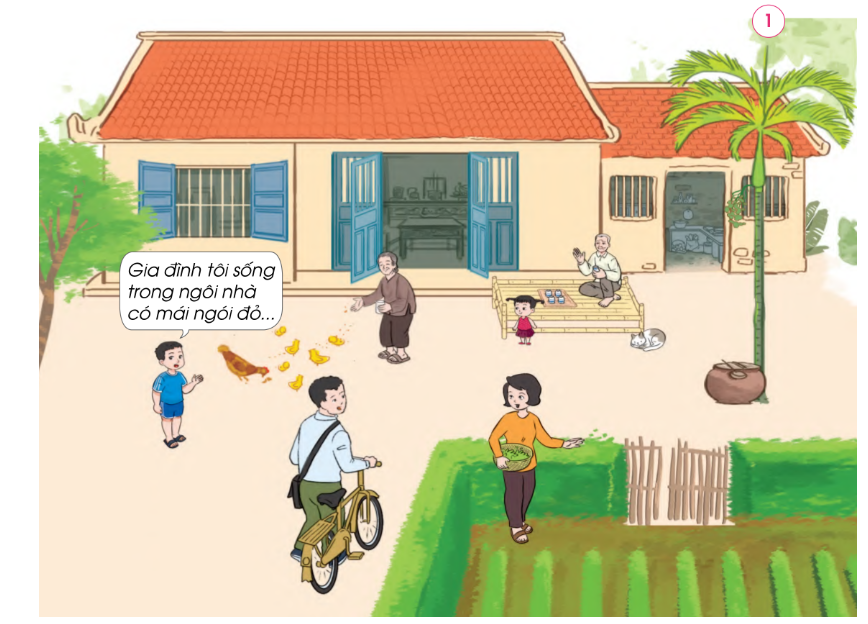 1
Gia đình tôi sống
trong ngôi nhà
có mái ngói đỏ...